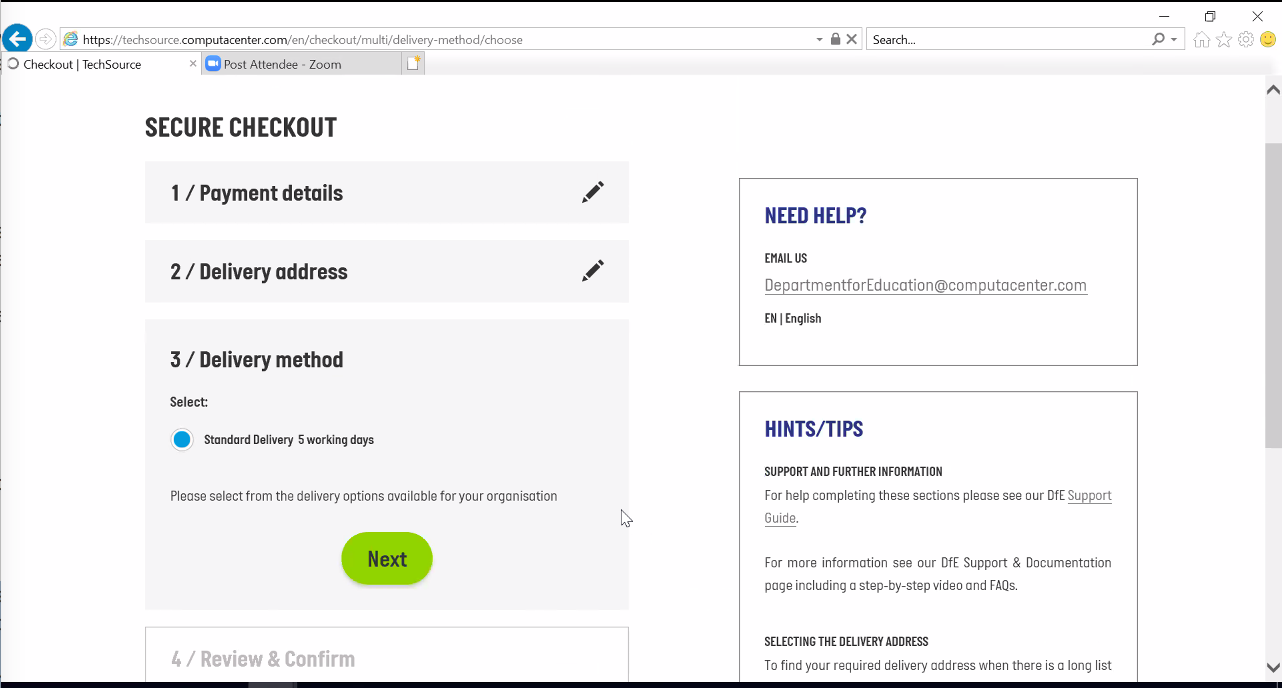 https://techsource.computacenter.com/en/checkout/multi/delivery-method/choose
Search...
Checkout | TechSource
Post Attendee - Zoom
SECURE CHECKOUT
1 / Payment details
2 / Delivery address
3 / Delivery method
Select:
Standard Delivery 5 working days
Please select from the delivery options available for your organisation
Next
4 / Review & Confirm
NEED HELP?
EMAIL US
DepartmentforEducation@computacenter.com
EN | English
HINTS/TIPS
SUPPORT AND FURTHER INFORMATION
For help completing these sections please see our DfE Support
Guide.
For more information see our DfE Support & Documentation
page including a step-by-step video and FAQs.
SELECTING THE DELIVERY ADDRESS
To find your required delivery address when there is a long list